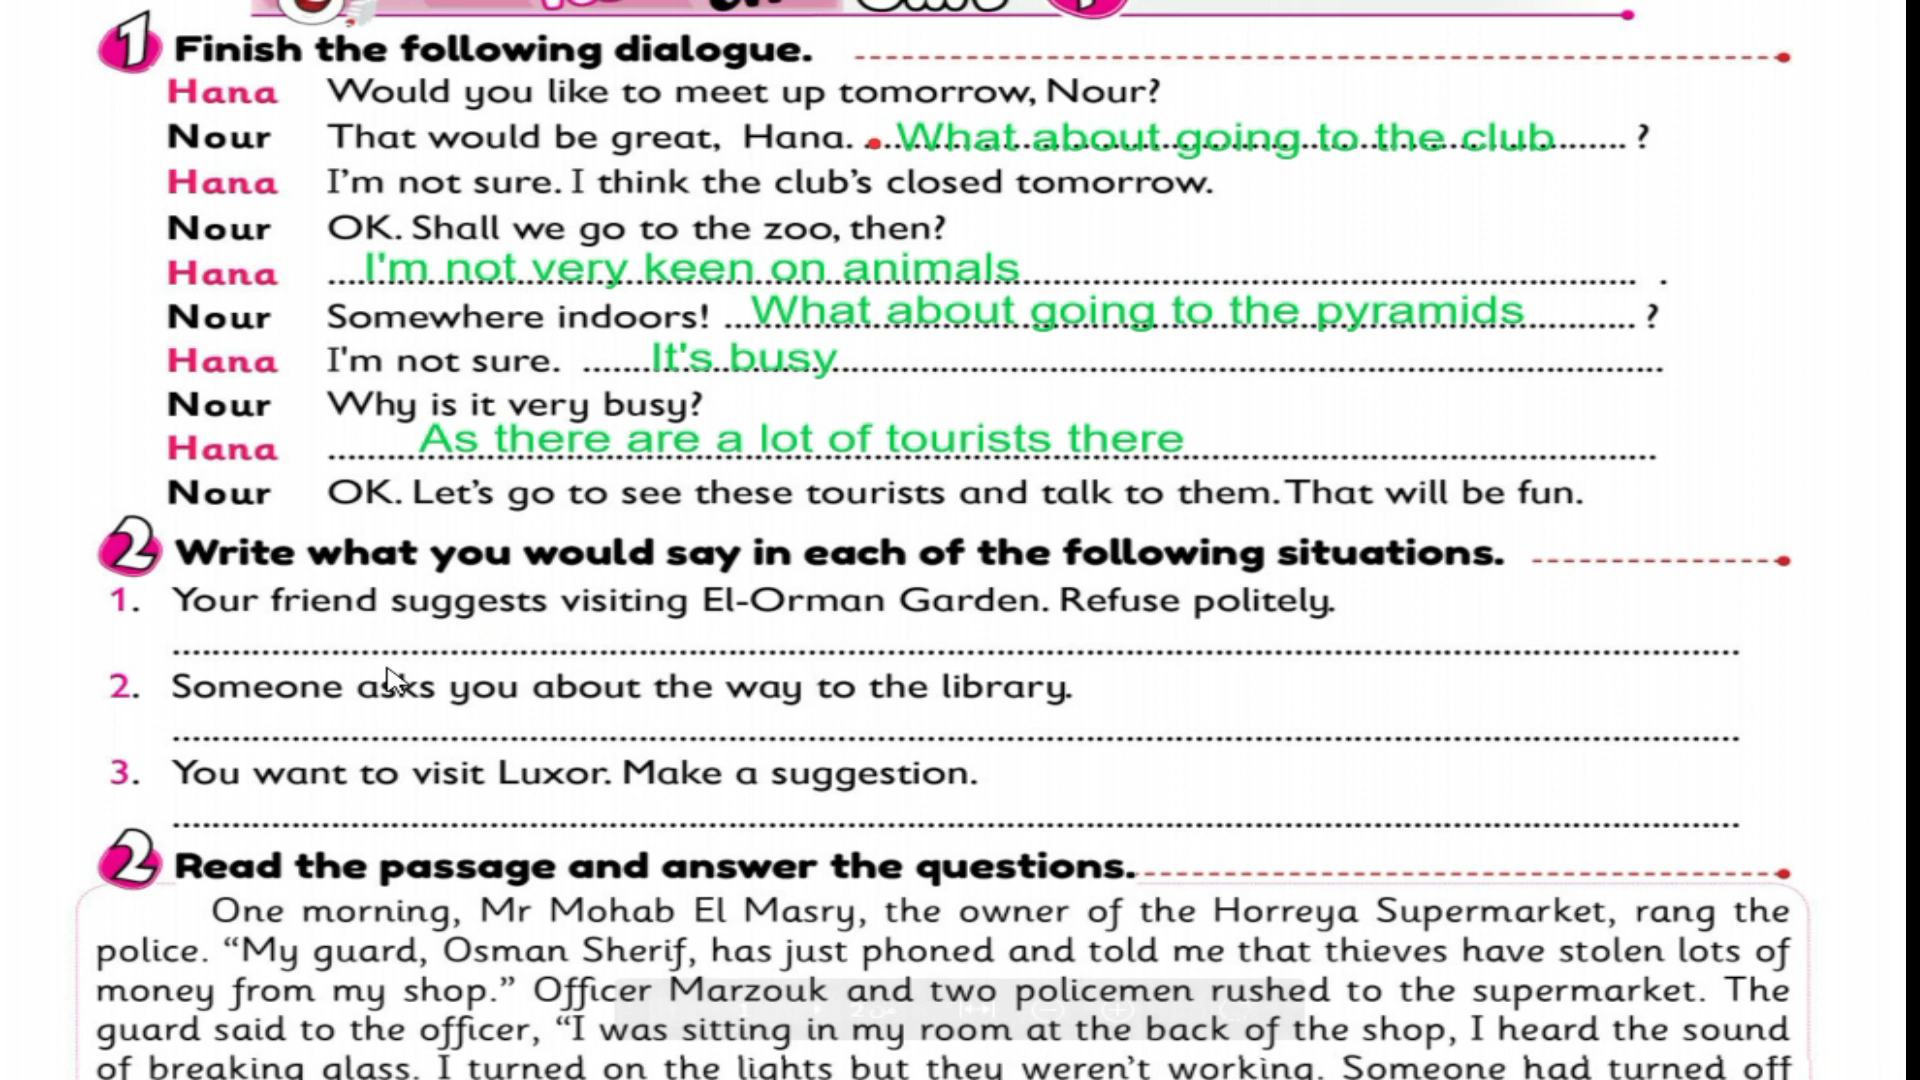 1 Finish the following dialogue.
Hana Would you like to meet up tomorrow, Nour?
Nour That would be great, Hana. What about going to the club ?
Hana I'm not sure. I think the club's closed tomorrow.
Nour OK. Shall we go to the zoo, then?
Hana I'm not very keen on animals .
Nour Somewhere indoors! What about going to the pyramids ?
Hana I'm not sure. It's busy
Nour Why is it very busy?
Hana As there are a lot of tourists there
Nour OK. Let's go to see these tourists and talk to them. That will be fun.
2 Write what you would say in each of the following situations.
1. Your friend suggests visiting El-Orman Garden. Refuse politely.
2. Someone asks you about the way to the library.
3. You want to visit Luxor. Make a suggestion.
2 Read the passage and answer the questions.
One morning, Mr Mohab El Masry, the owner of the Horreya Supermarket, rang the
police. “My guard, Osman Sherif, has just phoned and told me that thieves have stolen lots of
money from my shop.” Officer Marzouk and two policemen rushed to the supermarket. The
guard said to the officer, “I was sitting in my room at the back of the shop, I heard the sound
of breaking glass. I turned on the lights but they weren't working. Someone had turned off